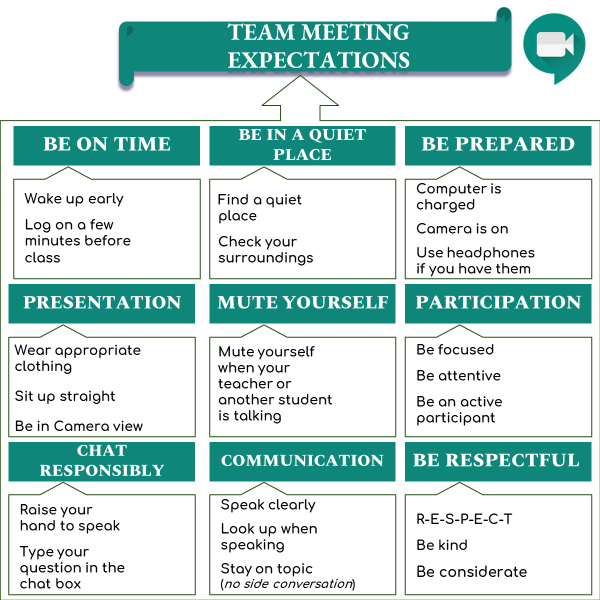 TEAM MEETING
EXPECTATIONS
BE ON TIME
Wake up early
Log on a few
minutes before
class
BE IN A QUIET
PLACE
Find a quiet
place
Check your
surroundings
BE PREPARED
Computer is
charged
Camera is on
Use headphones
if you have them
PRESENTATION
Wear appropriate
clothing
Sit up straight
Be in Camera view
MUTE YOURSELF
Mute yourself
when your
teacher or
another student
is talking
PARTICIPATION
Be focused
Be attentive
Be an active
participant
CHAT
RESPONSIBLY
Raise your
hand to speak
Type your
question in the
chat box
COMMUNICATION
Speak clearly
Look up when
speaking
Stay on topic
(no side conversation)
BE RESPECTFUL
R-E-S-P-E-C-T
Be kind
Be considerate